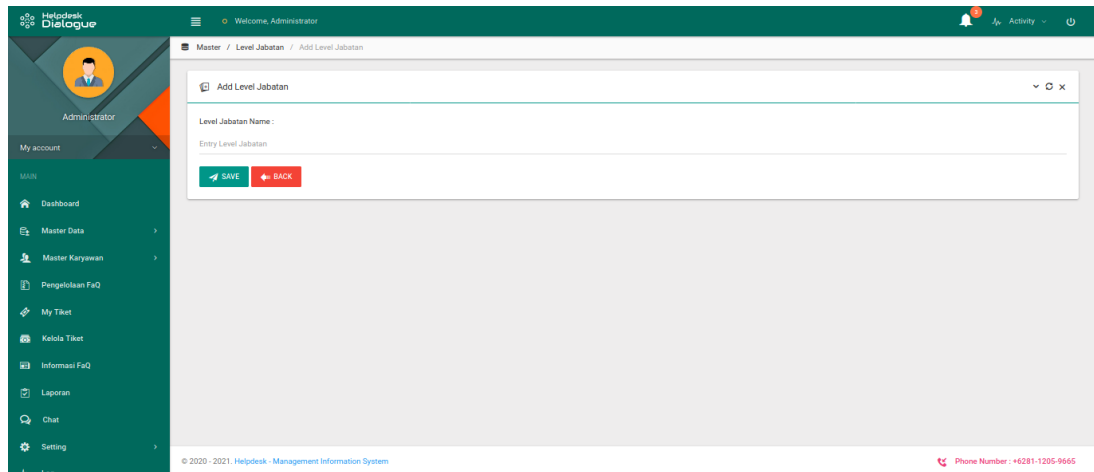 Helpdesk
Dialogue
Welcome, Administrator
3
Activity
Master / Level Jabatan / Add Level Jabatan
Administrator
My account
MAIN
Dashboard
Master Data
Master Karyawan
Pengelolaan FaQ
My Tiket
Kelola Tiket
Informasi FaQ
Laporan
Chat
Setting
Add Level Jabatan
Level Jabatan Name :
Entry Level Jabatan
SAVE
BACK
© 2020 - 2021. Helpdesk - Management Information System
Phone Number : +6281-1205-9665